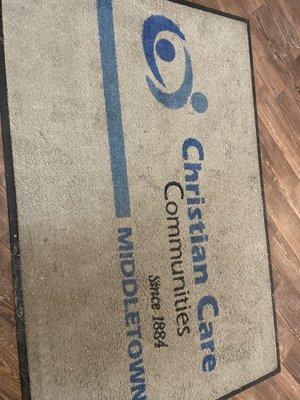 Christian Care
Communities
Since 1884
MIDDLETOWN